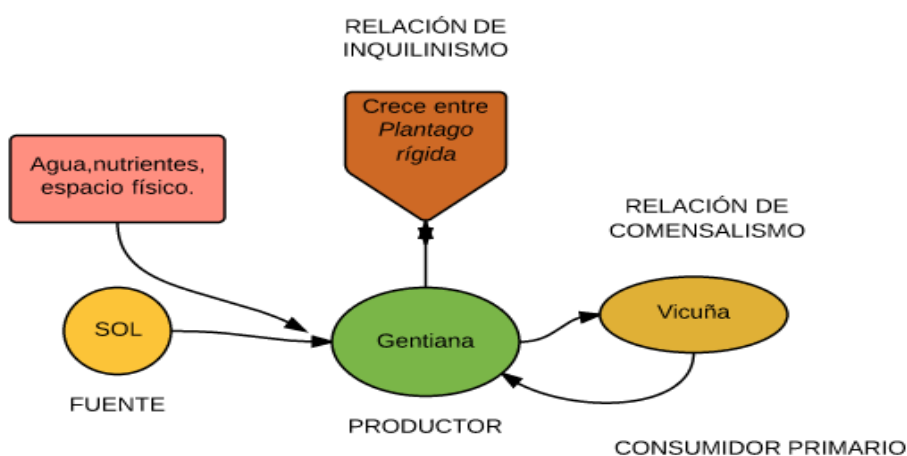 RELACIÓN DE
INQUILINISMO
Crece entre
Plantago
rígida
Agua,nutrientes,
espacio físico.
RELACIÓN DE
COMENSALISMO
SOL
Gentiana
Vicuña
FUENTE
PRODUCTOR
CONSUMIDOR PRIMARIO